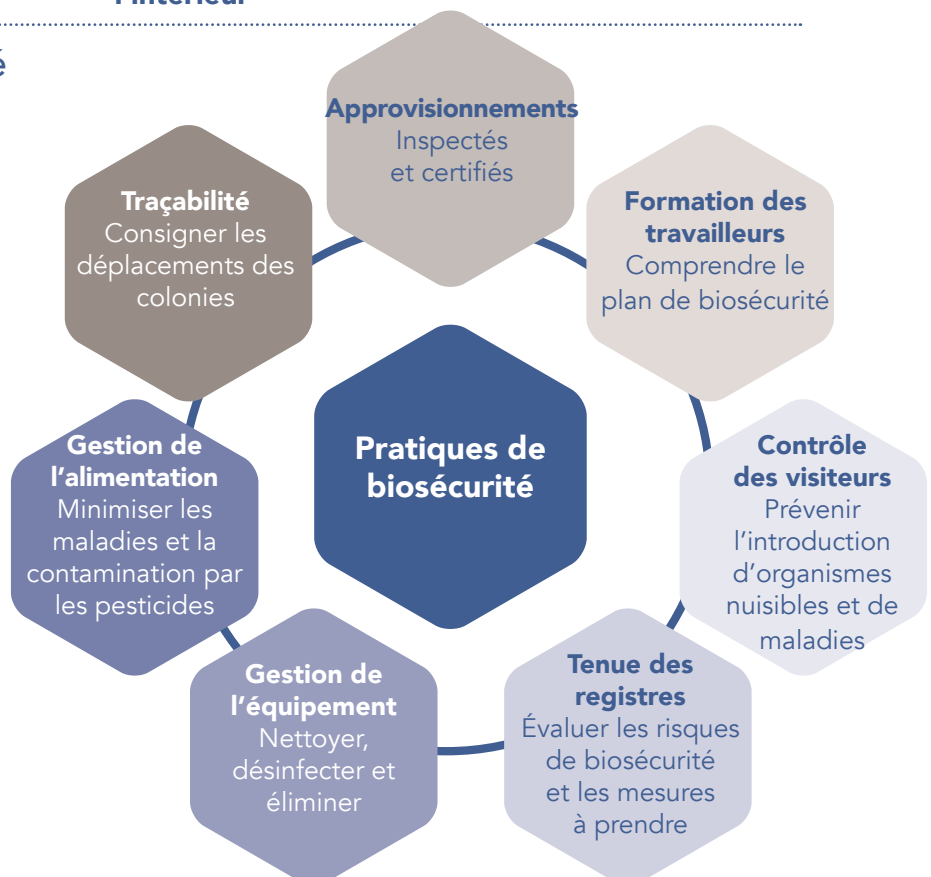 é
Approvisionnements
Inspectés
et certifiés
Formation des
travailleurs
Comprendre le
plan de biosécurité
Contrôle
des visiteurs
Prévenir
l’introduction
d’organismes
nuisibles et de
maladies
Tenue des
registres
Évaluer les risques
de biosécurité
et les mesures
à prendre
Gestion de
l’équipement
Nettoyer,
désinfecter et
éliminer
Gestion de
l’alimentation
Minimiser les
maladies et la
contamination par
les pesticides
Traçabilité
Consigner les
déplacements des
colonies
Pratiques de
biosécurité